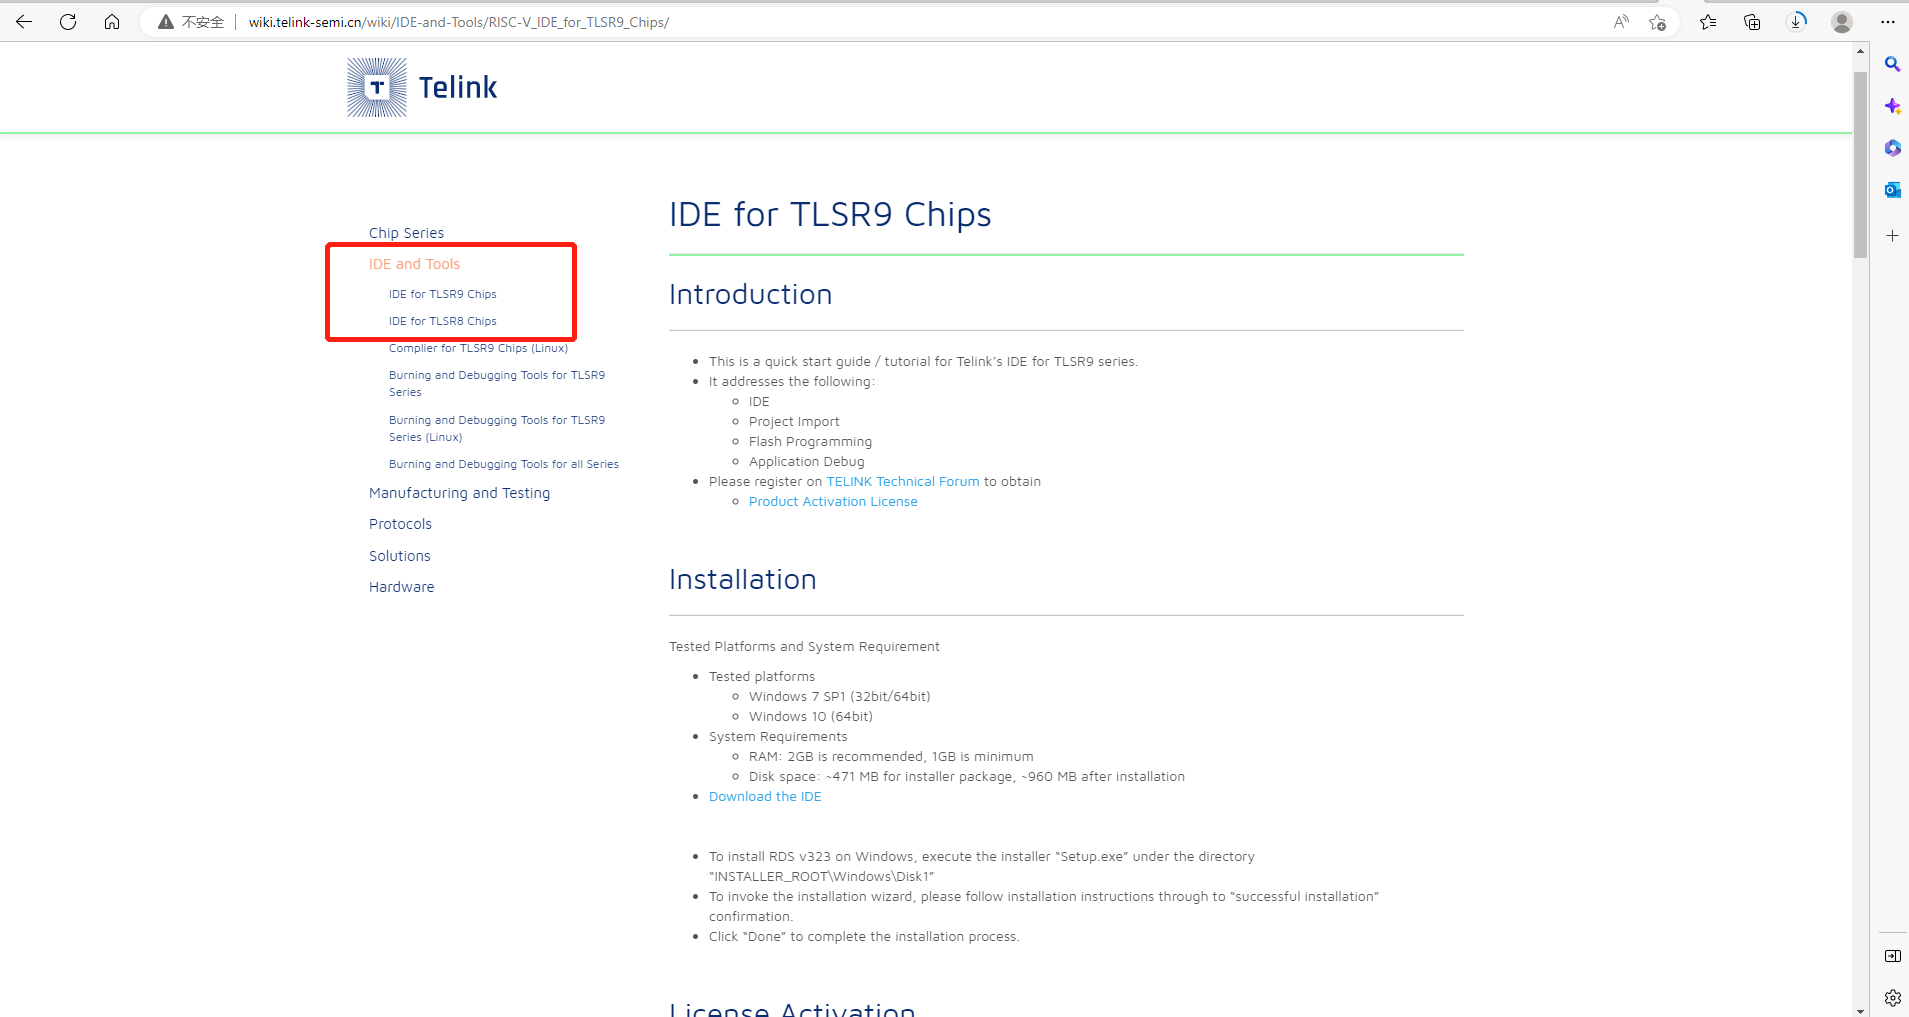 不安全
wiki.telink-semi.cn/wiki/IDE-and-Tools/RISC-V_IDE_for_TLSR9_Chips/
Telink
Chip Series
IDE and Tools
IDE for TLSR9 Chips
IDE for TLSR8 Chips
Complier for TLSR9 Chips (Linux)
Burning and Debugging Tools for TLSR9
Series
Burning and Debugging Tools for TLSR9
Series (Linux)
Burning and Debugging Tools for all Series
Manufacturing and Testing
Protocols
Solutions
Hardware
IDE for TLSR9 Chips
Introduction
This is a quick start guide / tutorial for Telink's IDE for TLSR9 series.
It addresses the following:
IDE
Project Import
Flash Programming
Application Debug
Please register on TELINK Technical Forum to obtain
Product Activation License
Installation
Tested Platforms and System Requirement
Tested platforms
Windows 7 SP1 (32bit/64bit)
Windows 10 (64bit)
System Requirements
RAM: 2GB is recommended, 1GB is minimum
Disk space: ~471 MB for installer package, ~960 MB after installation
Download the IDE
To install RDS v323 on Windows, execute the installer “Setup.exe” under the directory
“INSTALLER_ROOT\Windows\Disk1”
To invoke the installation wizard, please follow installation instructions through to “successful installation”
confirmation.
Click “Done” to complete the installation process.
License Activation